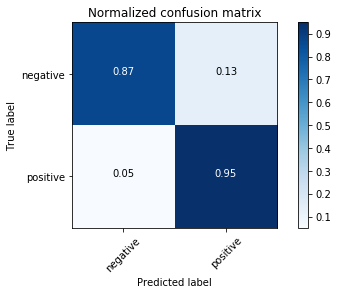 Normalized confusion matrix
True label
negative
0.87
0.13
positive
0.05
0.95
negative
positive
Predicted label
0.9
0.8
0.7
0.6
0.5
0.4
0.3
0.2
0.1